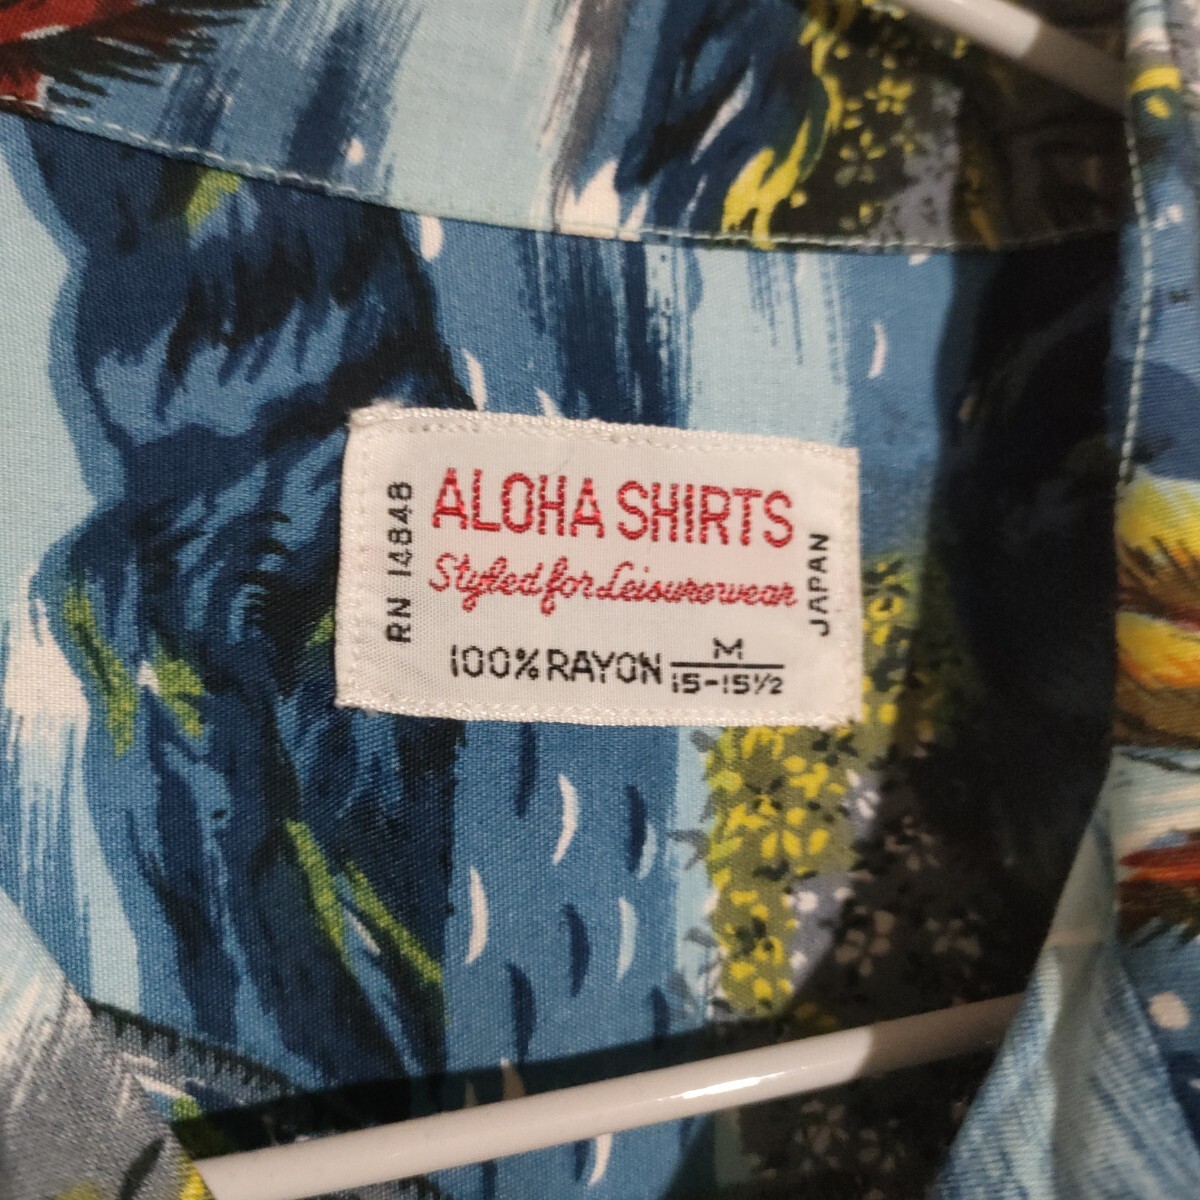 ALOHA SHIRTS
Styled for Leisurewear
100% RAYON M
15-15½
RN 14848
JAPAN